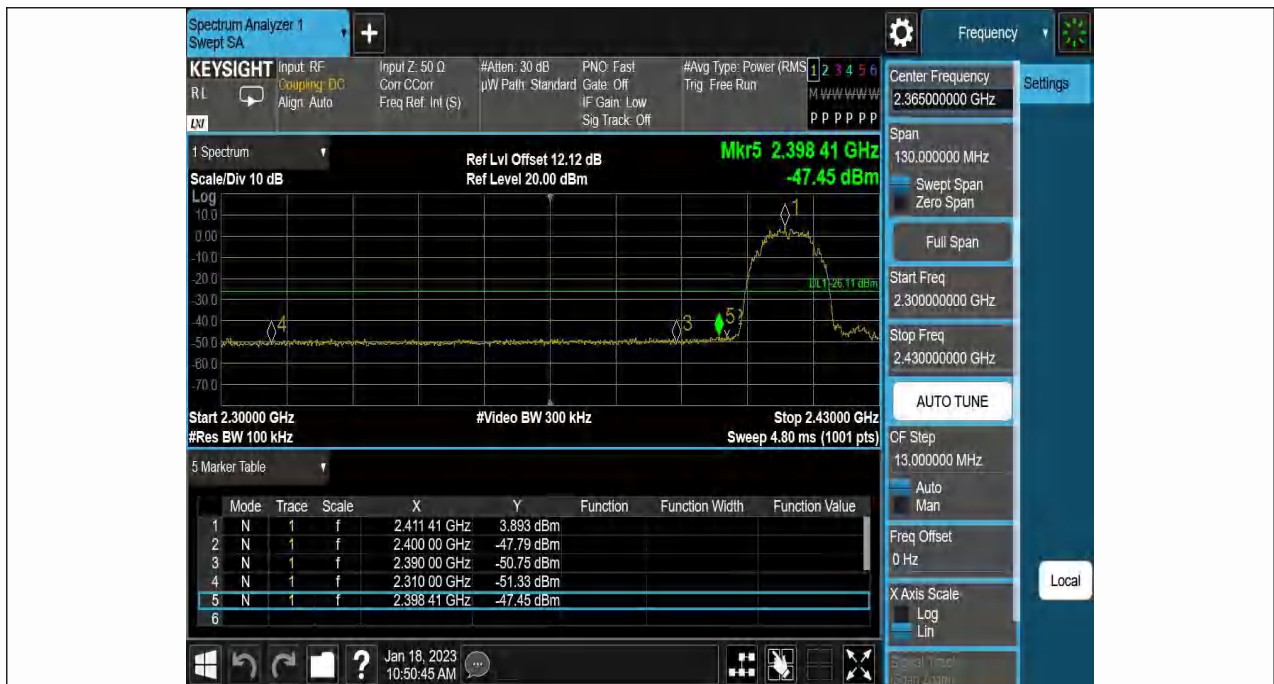 Spectrum Analyzer 1
Swept SA
+
Frequency
KEYSIGHT
RL
LXI
Input: RF
Coupling: DC
Align: Auto
Input Z: 50 Ω
Corr CCorr
Freq Ref: Int (S)
#Atten: 30 dB
µW Path: Standard
PNO: Fast
Gate: Off
IF Gain: Low
Sig Track: Off
#Avg Type: Power (RMS
Trig: Free Run
1 2 3 4 5 6
M W W W W W
P P P P P P
Center Frequency
2.365000000 GHz
Settings
Span
130.000000 MHz
Swept Span
Zero Span
Full Span
Start Freq
2.300000000 GHz
Stop Freq
2.430000000 GHz
AUTO TUNE
CF Step
13.000000 MHz
Auto
Man
Freq Offset
0 Hz
X Axis Scale
Log
Lin
Signal Track
(Span Zoom)
Local
1 Spectrum
Scale/Div 10 dB
Ref Lvl Offset 12.12 dB
Ref Level 20.00 dBm
Mkr5 2.398 41 GHz
-47.45 dBm
Log
10.0
0.00
-10.0
-20.0
-30.0
-40.0
-50.0
-60.0
-70.0
1
DL1 -26.11 dBm
4
3
5
Start 2.30000 GHz
#Video BW 300 kHz
Stop 2.43000 GHz
#Res BW 100 kHz
Sweep 4.80 ms (1001 pts)
5 Marker Table
Mode Trace Scale X Y Function Function Width Function Value
1 N 1 f 2.411 41 GHz 3.893 dBm
2 N 1 f 2.400 00 GHz -47.79 dBm
3 N 1 f 2.390 00 GHz -50.75 dBm
4 N 1 f 2.310 00 GHz -51.33 dBm
5 N 1 f 2.398 41 GHz -47.45 dBm
6
?
Jan 18, 2023
10:50:45 AM